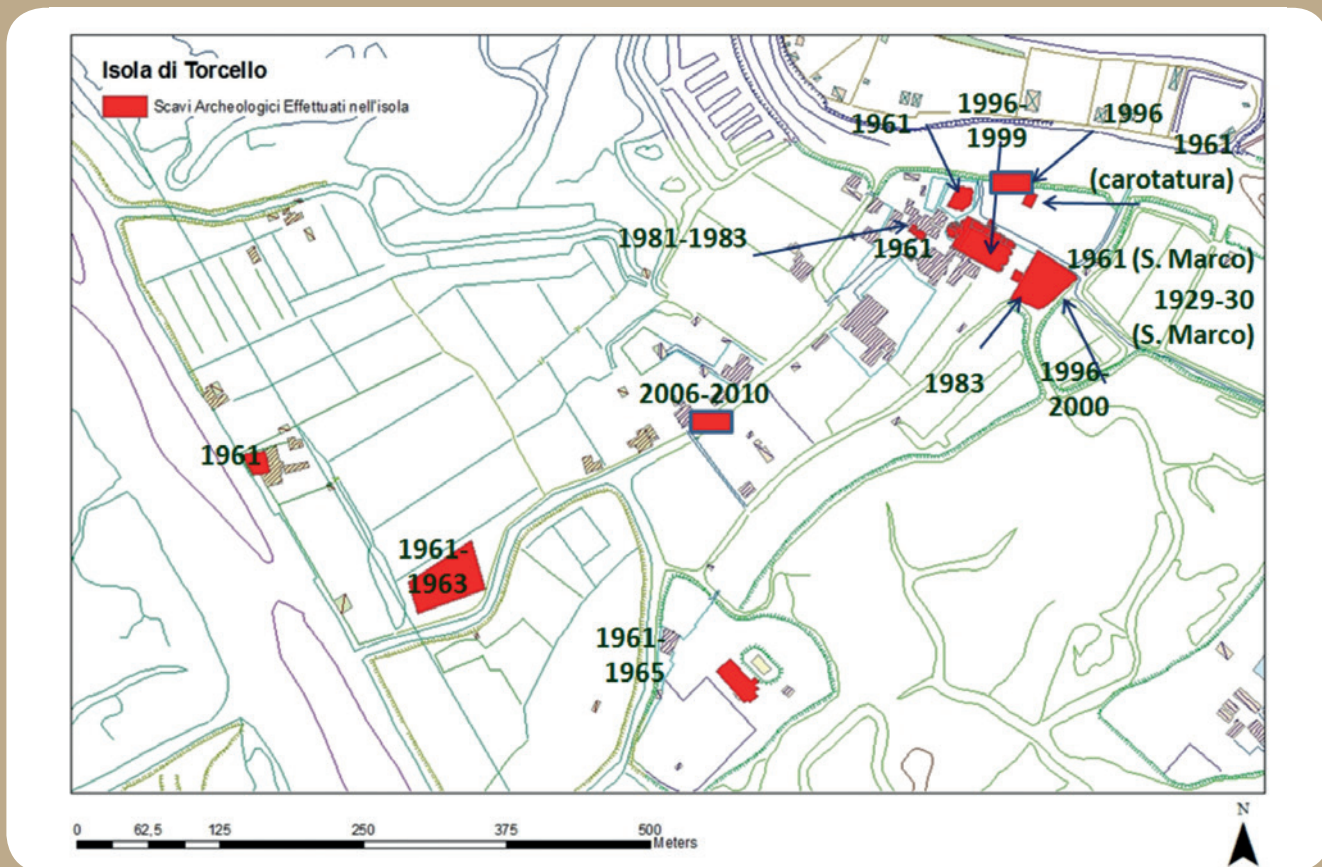 Isola di Torcello
Scavi Archeologici Effettuati nell'isola
1996-
1999
1996
1961
1961
(carotatura)
1981-1983
1961
1961 (S. Marco)
1929-30
(S. Marco)
1983
1996-
2000
2006-2010
1961
1961-
1963
1961-
1965
0 62,5 125 250 375 500
Meters
N